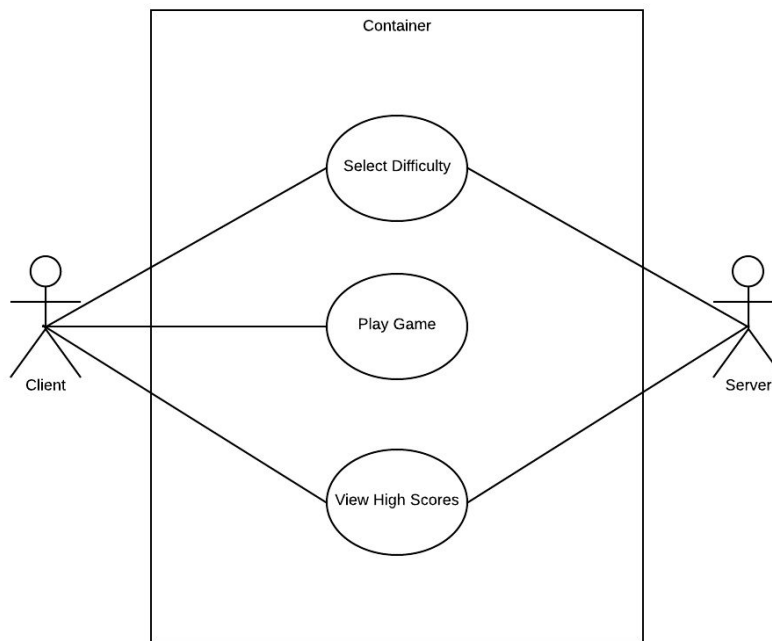 Container
Select Difficulty
Play Game
Client
Server
View High Scores